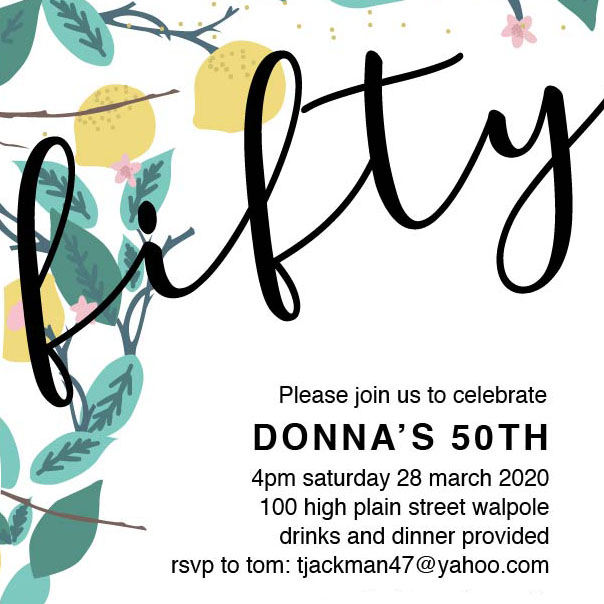 fifty
Please join us to celebrate
DONNA'S 50TH
4pm saturday 28 march 2020
100 high plain street walpole
drinks and dinner provided
rsvp to tom: tjackman47@yahoo.com